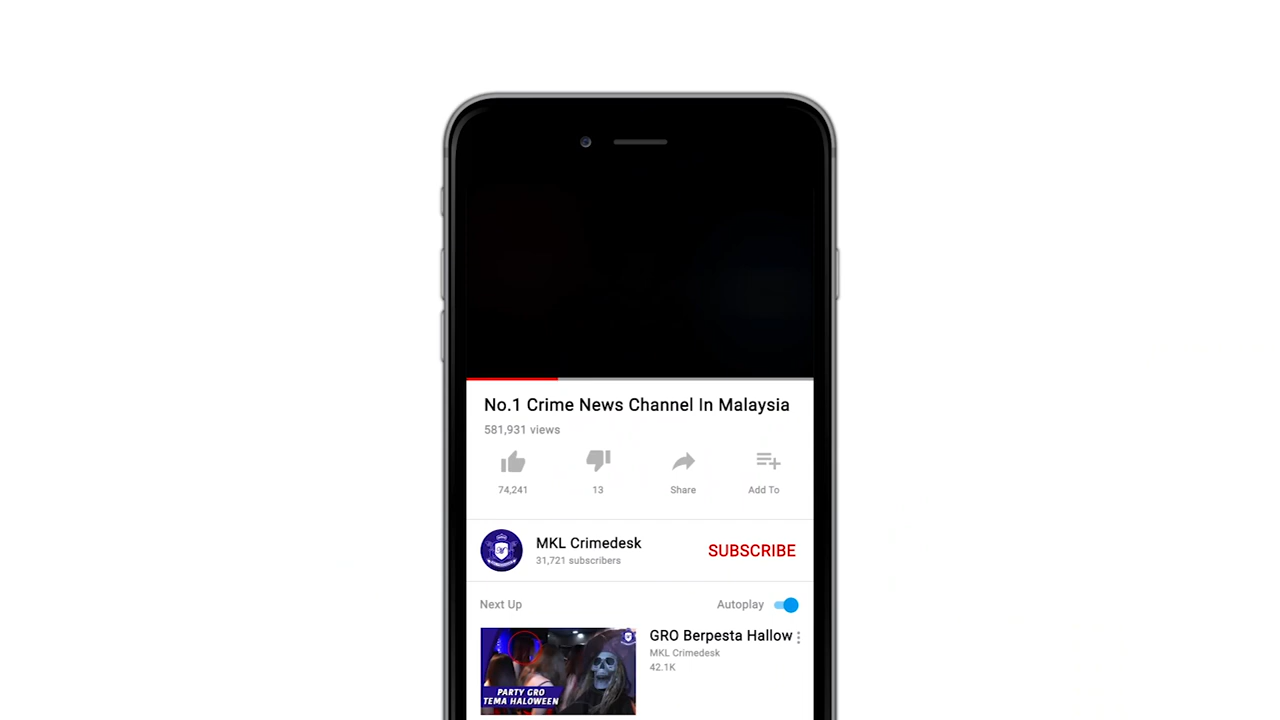 No.1 Crime News Channel In Malaysia
581,931 views
74,241
13
Share
Add To
MKL Crimedesk
31,721 subscribers
SUBSCRIBE
Next Up
Autoplay
GRO Berpesta Hallow
MKL Crimedesk
42.1K
PARTY GRO
TEMA HALOWEEN